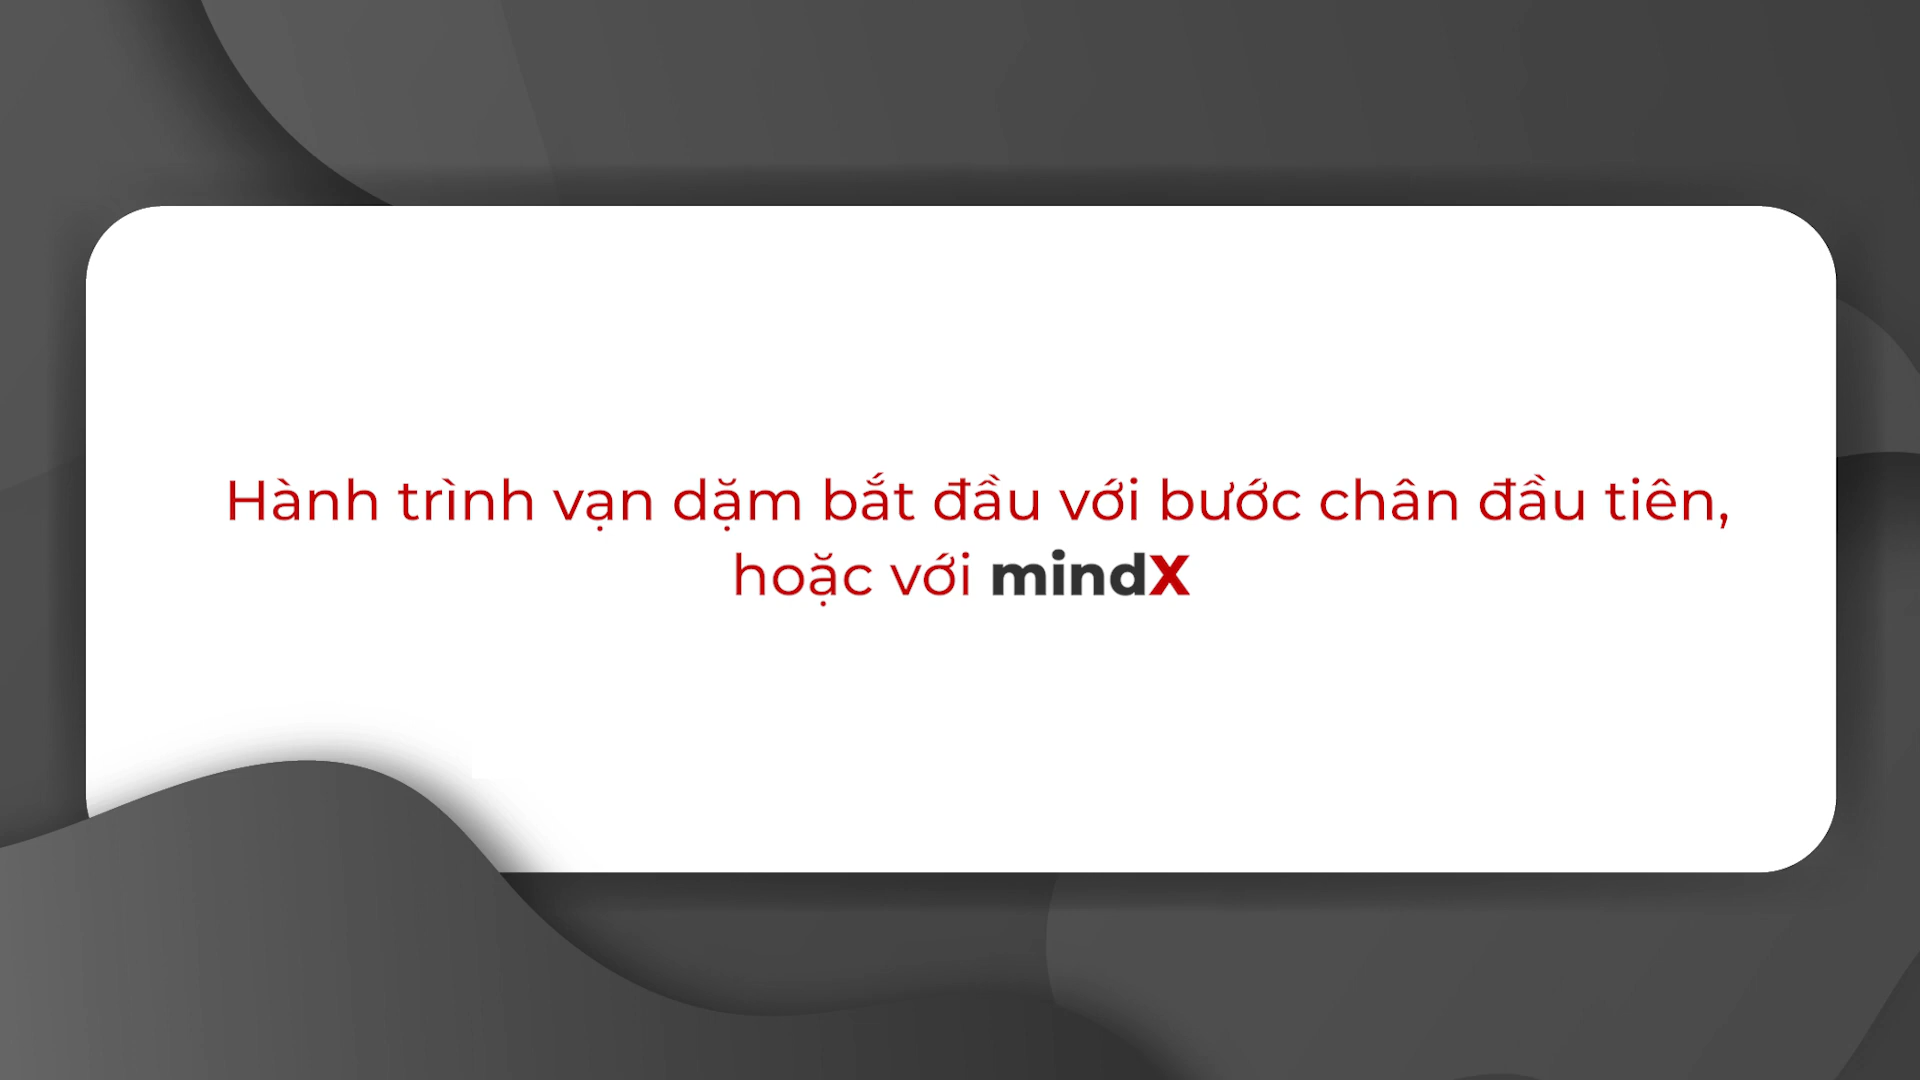 Hành trình vạn dặm bắt đầu với bước chân đầu tiên,
hoặc với mindX